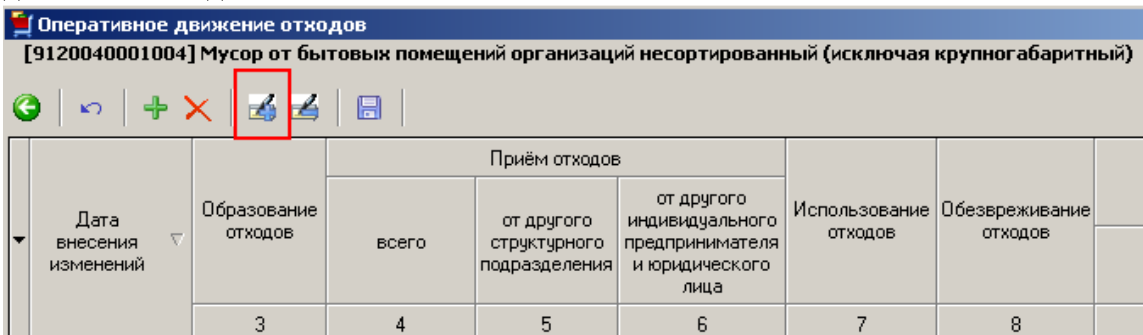 Оперативное движение отходов
[9120040001004] Мусор от бытовых помещений организаций несортированный (исключая крупногабаритный)
Дата
внесения
изменений
Образование
отходов
Приём отходов
всего
от другого
структурного
подразделения
от другого
индивидуального
предпринимателя
и юридического
лица
Использование
отходов
Обезвреживание
отходов
3 4 5 6 7 8